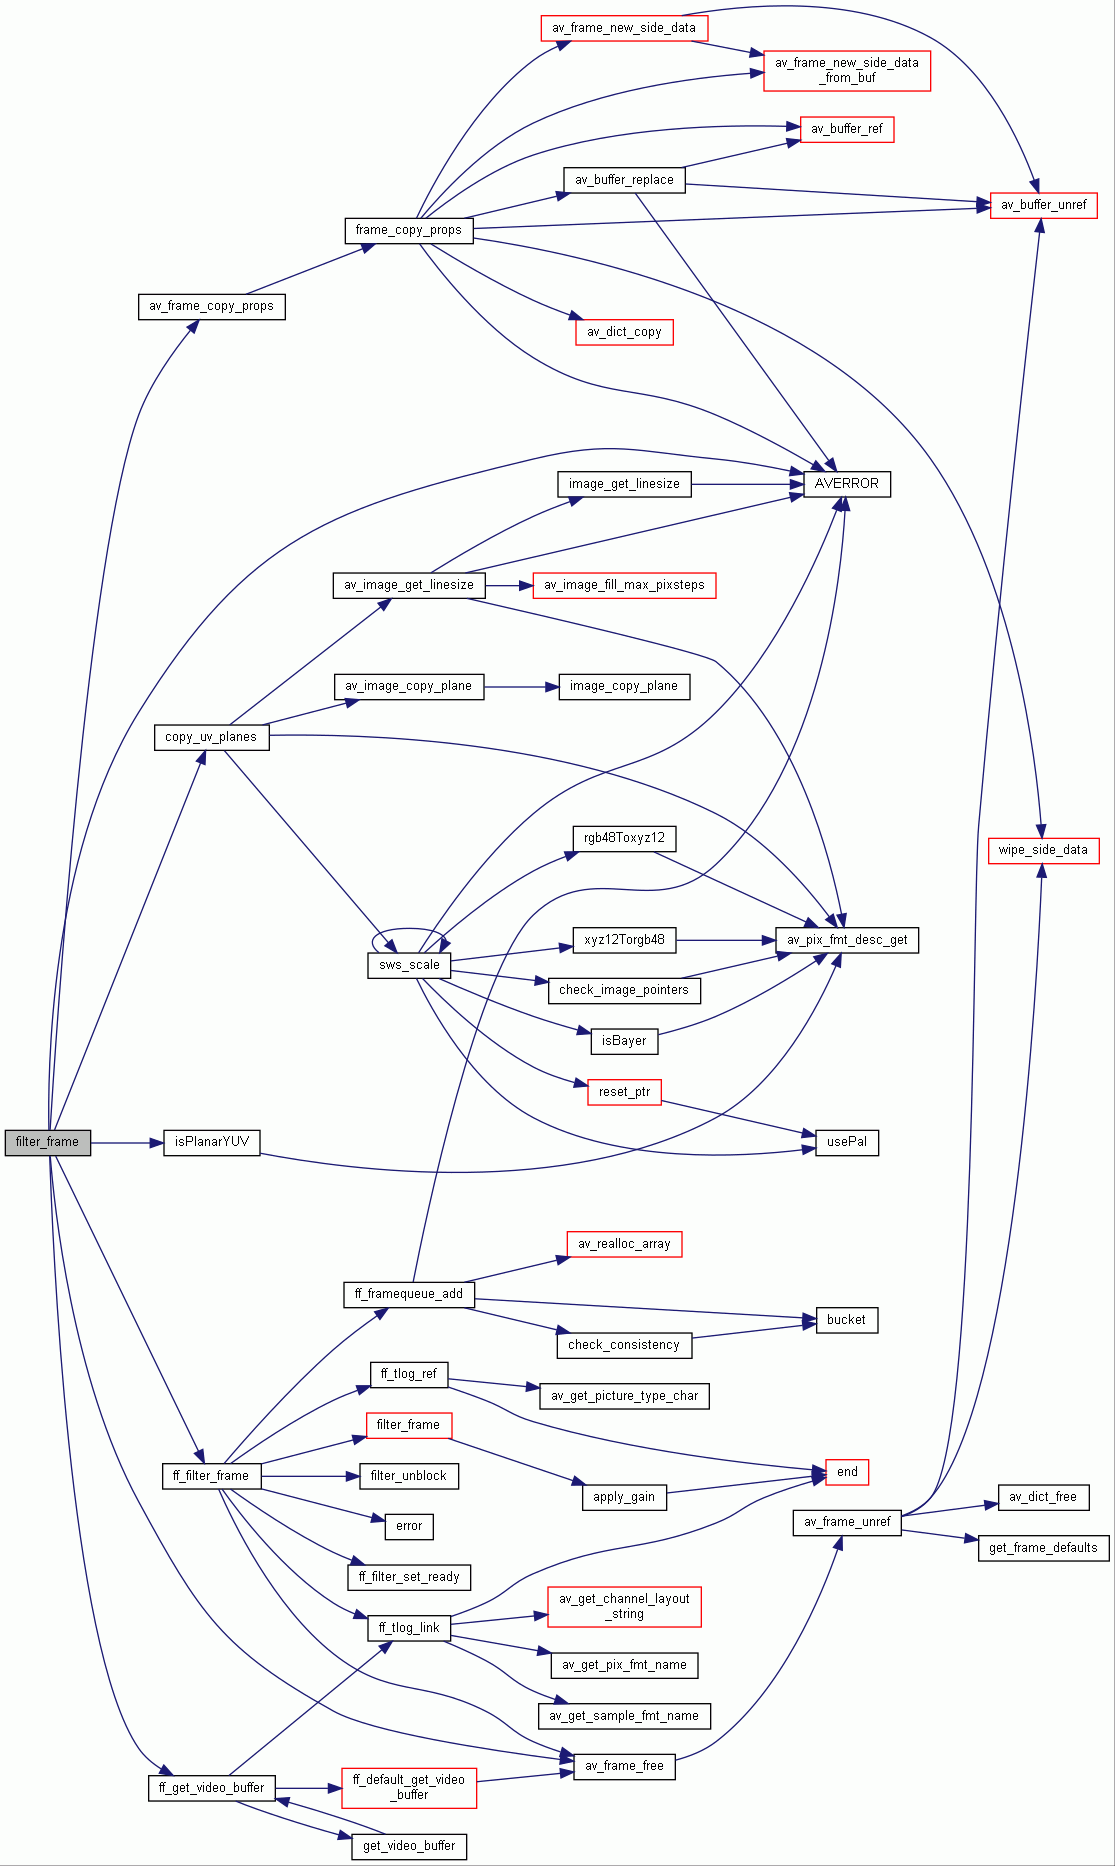 av_frame_new_side_data
av_frame_new_side_data
_from_buf
av_buffer_ref
av_buffer_replace
av_buffer_unref
frame_copy_props
av_frame_copy_props
av_dict_copy
AVERROR
image_get_linesize
av_image_get_linesize
av_image_fill_max_pixsteps
av_image_copy_plane
image_copy_plane
copy_uv_planes
rgb48Toxyz12
wipe_side_data
xyz12Torgb48
av_pix_fmt_desc_get
sws_scale
check_image_pointers
isBayer
reset_ptr
filter_frame
isPlanarYUV
usePal
av_realloc_array
ff_framequeue_add
bucket
check_consistency
ff_tlog_ref
av_get_picture_type_char
filter_frame
ff_filter_frame
filter_unblock
end
apply_gain
av_dict_free
error
av_frame_unref
get_frame_defaults
ff_filter_set_ready
av_get_channel_layout
_string
ff_tlog_link
av_get_pix_fmt_name
av_get_sample_fmt_name
av_frame_free
ff_get_video_buffer
ff_default_get_video
_buffer
get_video_buffer